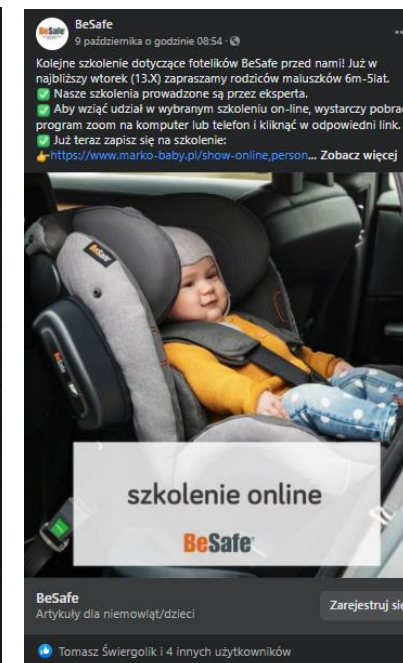 BeSafe
BeSafe
9 października o godzinie 08:54 ·
Kolejne szkolenie dotyczące fotelików BeSafe przed nami! Już w
najbliższy wtorek (13.X) zapraszamy rodziców maluszków 6m-5lat.
✅ Nasze szkolenia prowadzone są przez eksperta.
✅ Aby wziąć udział w wybranym szkoleniu on-line, wystarczy pobrać
program zoom na komputer lub telefon i kliknąć w odpowiedni link.
✅ Już teraz zapisz się na szkolenie:
👉https://www.marko-baby.pl/show-online,person... Zobacz więcej
BeSafe
BeSafe
szkolenie online
BeSafe
BeSafe
Artykuły dla niemowląt/dzieci
Zarejestruj się
Tomasz Świergolik i 4 innych użytkowników